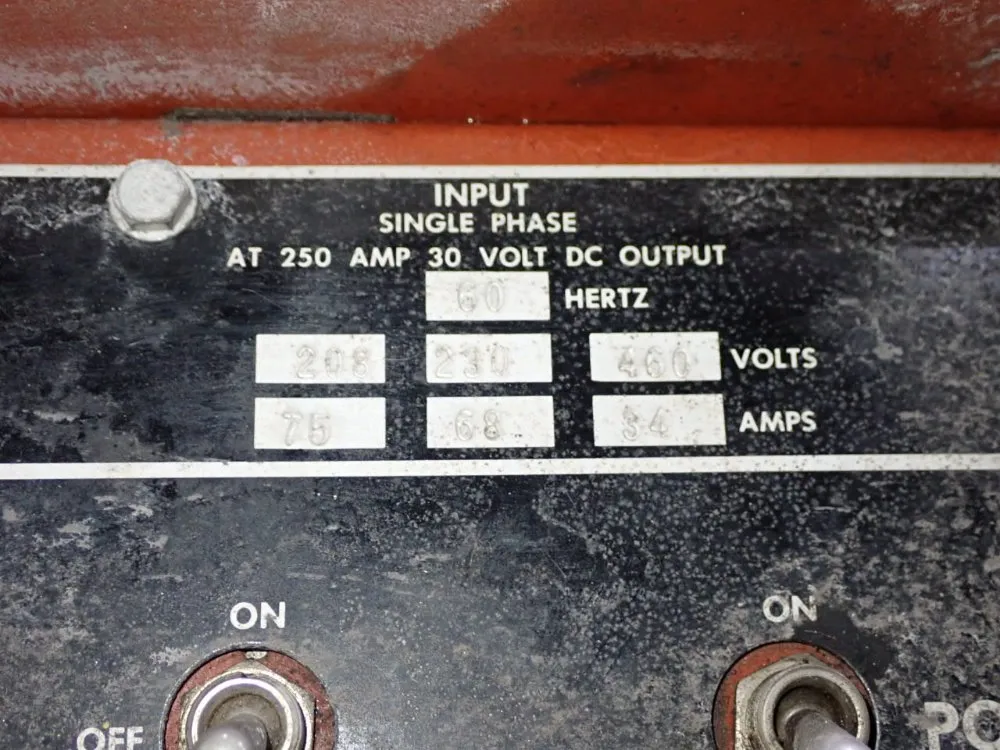 INPUT
SINGLE PHASE
AT 250 AMP 30 VOLT DC OUTPUT
60 HERTZ
208 230 460 VOLTS
75 68 34 AMPS
ON ON
OFF PO